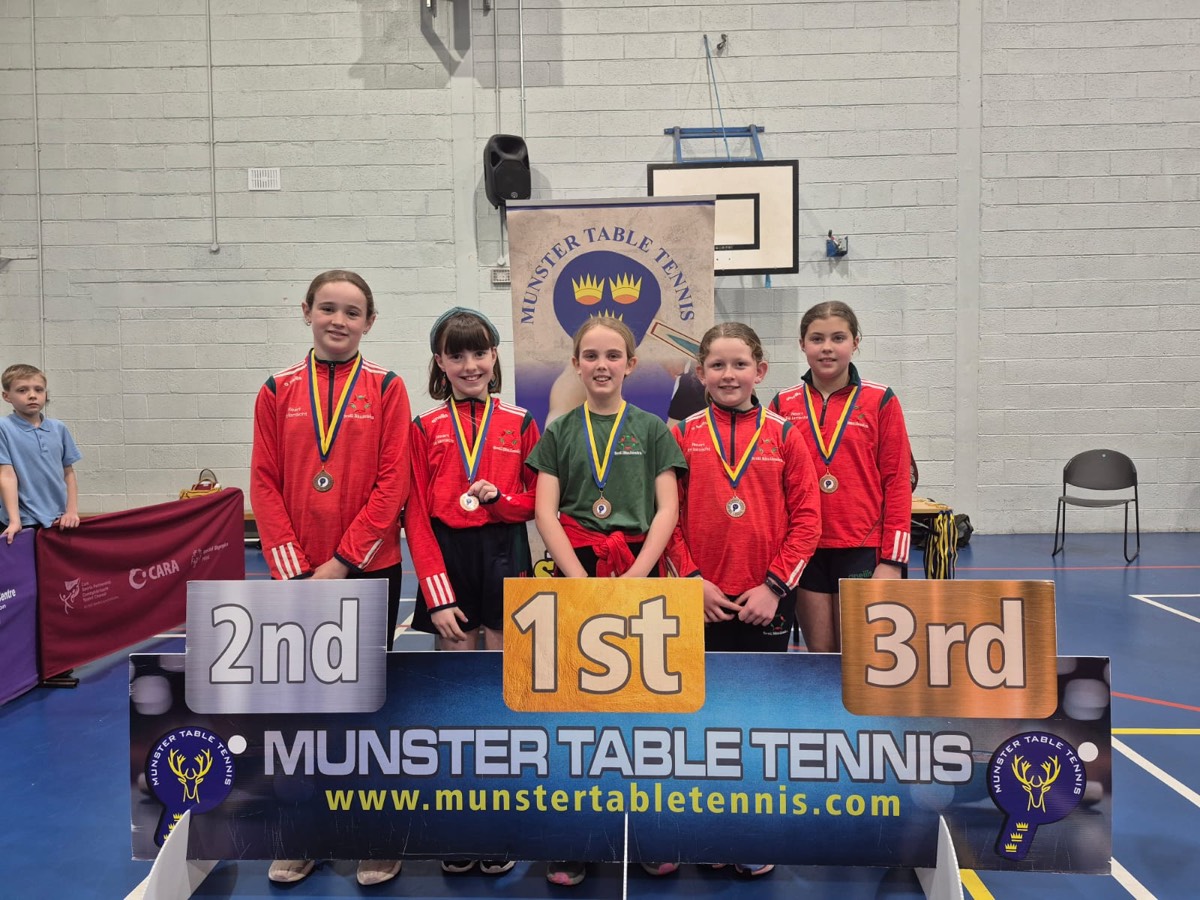 MUNSTER TABLE TENNIS
CARA
2nd
1st
3rd
MUNSTER TABLE TENNIS
www.munstertabletennis.com
MUNSTER TABLE TENNIS
MUNSTER TABLE TENNIS